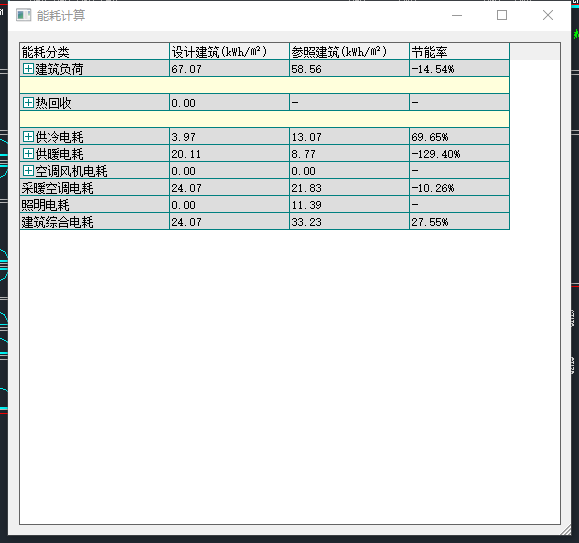 能耗计算
能耗分类 设计建筑(kWh/㎡) 参照建筑(kWh/㎡) 节能率
建筑负荷 67.07 58.56 -14.54%
热回收 0.00 - -
供冷电耗 3.97 13.07 69.65%
供暖电耗 20.11 8.77 -129.40%
空调风机电耗 0.00 0.00 -
采暖空调电耗 24.07 21.83 -10.26%
照明电耗 0.00 11.39 -
建筑综合电耗 24.07 33.23 27.55%